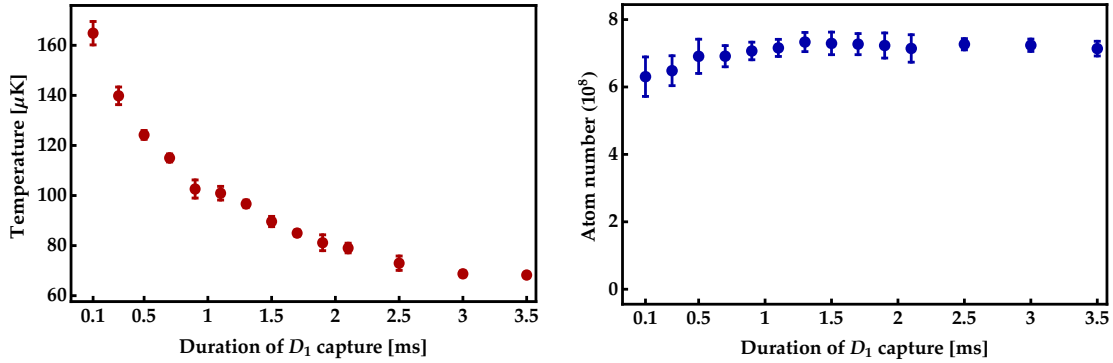 Temperature [μK]
160
140
120
100
80
60
0.1 0.5 1 1.5 2 2.5 3 3.5
Duration of D₁ capture [ms]
Atom number (10⁸)
8
6
4
2
0
0.1 0.5 1 1.5 2 2.5 3 3.5
Duration of D₁ capture [ms]